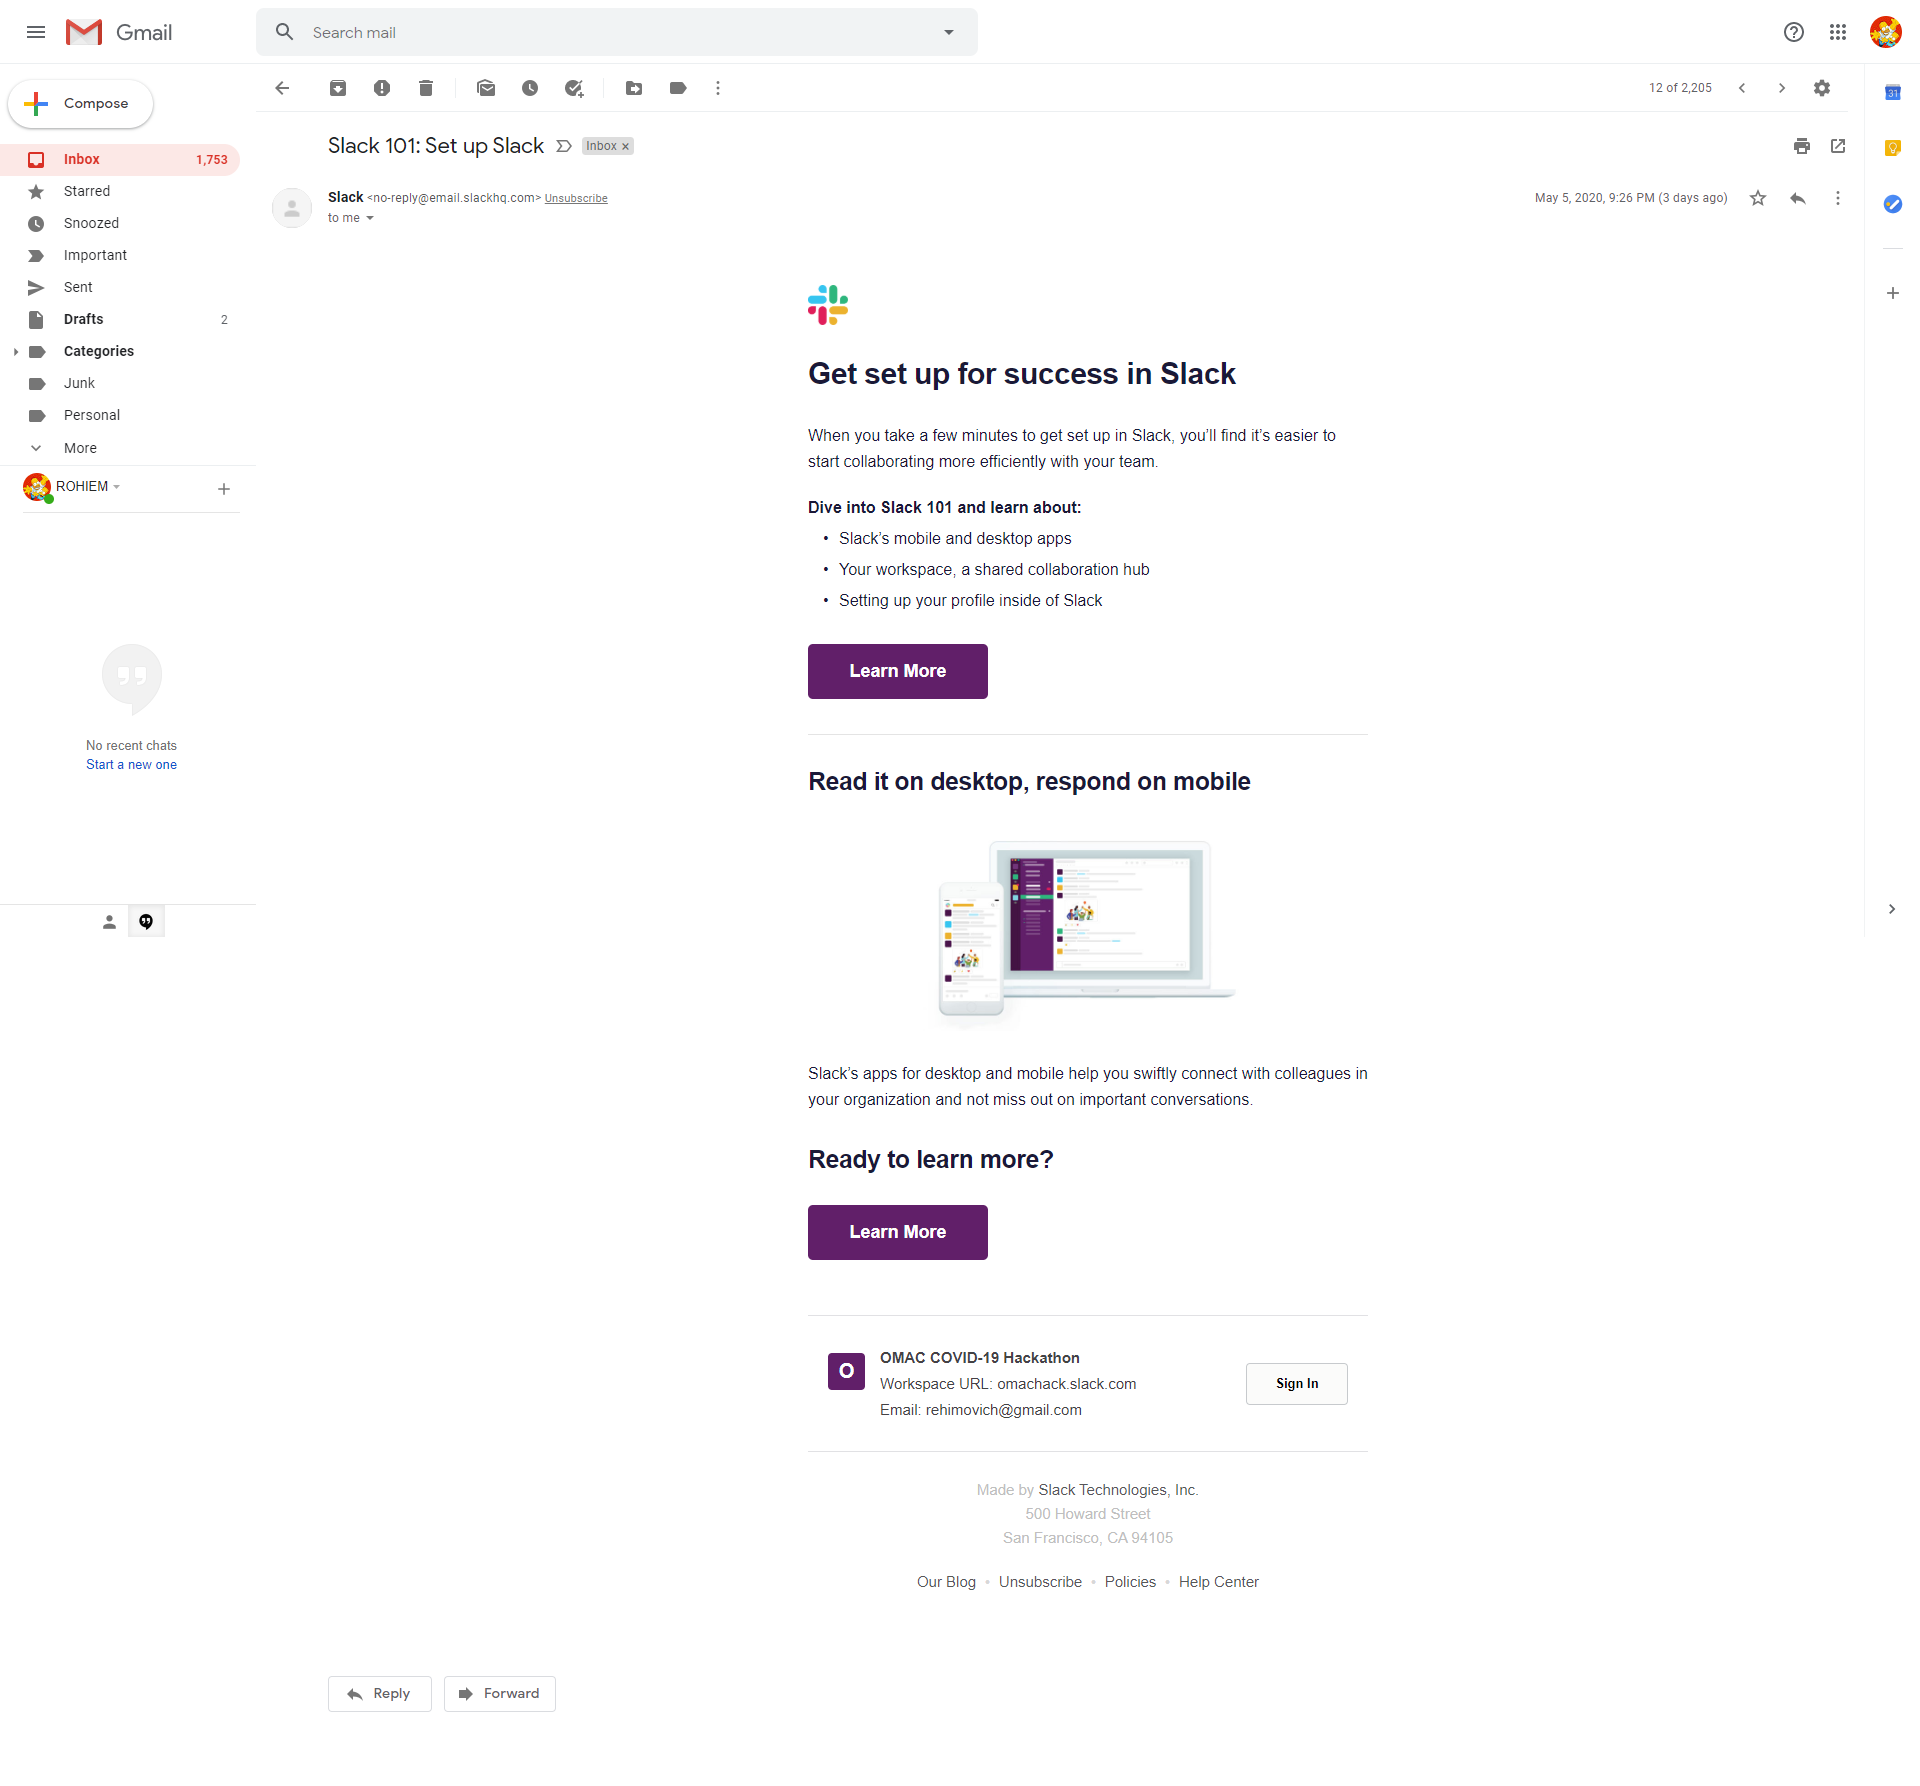 Gmail
Search mail
Compose
Inbox 1,753
Starred
Snoozed
Important
Sent
Drafts 2
Categories
Junk
Personal
More
ROHIEM
No recent chats
Start a new one
12 of 2,205
31
Slack 101: Set up Slack Inbox ×
Slack <no-reply@email.slackhq.com> Unsubscribe
May 5, 2020, 9:26 PM (3 days ago)
to me
Get set up for success in Slack
When you take a few minutes to get set up in Slack, you’ll find it’s easier to
start collaborating more efficiently with your team.
Dive into Slack 101 and learn about:
• Slack’s mobile and desktop apps
• Your workspace, a shared collaboration hub
• Setting up your profile inside of Slack
Learn More
Read it on desktop, respond on mobile
Slack’s apps for desktop and mobile help you swiftly connect with colleagues in
your organization and not miss out on important conversations.
Ready to learn more?
Learn More
O
OMAC COVID-19 Hackathon
Workspace URL: omachack.slack.com
Email: rehimovich@gmail.com
Sign In
Made by Slack Technologies, Inc.
500 Howard Street
San Francisco, CA 94105
Our Blog • Unsubscribe • Policies • Help Center
Reply
Forward